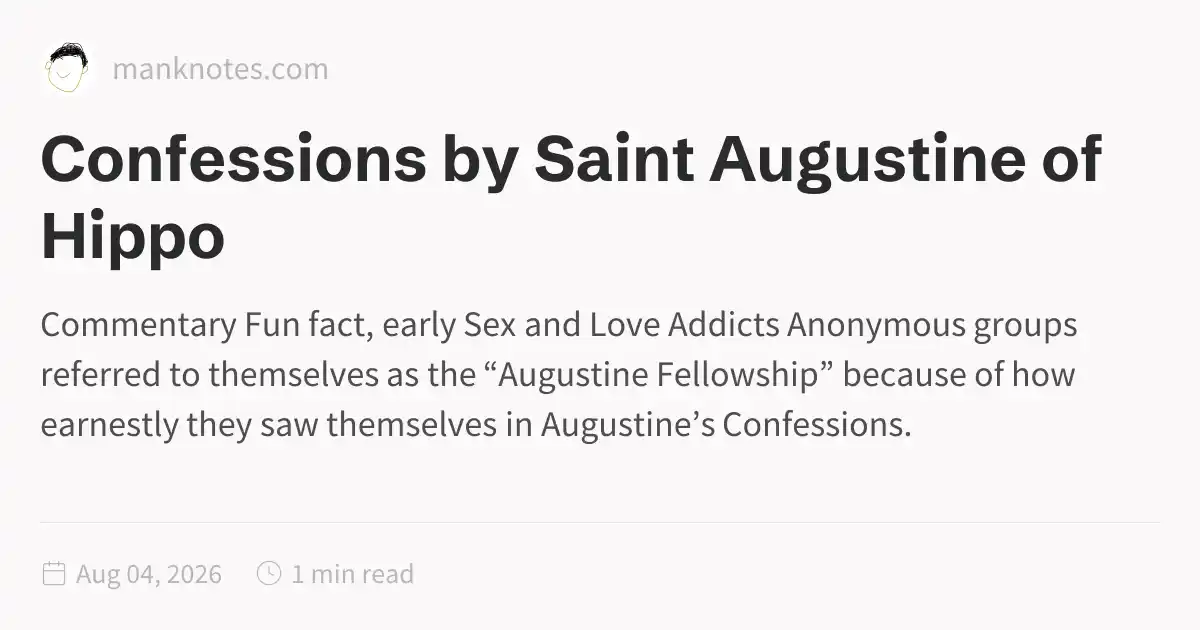 manknotes.com
Confessions by Saint Augustine of
Hippo
Commentary Fun fact, early Sex and Love Addicts Anonymous groups
referred to themselves as the “Augustine Fellowship” because of how
earnestly they saw themselves in Augustine’s Confessions.
Aug 04, 2026 1 min read